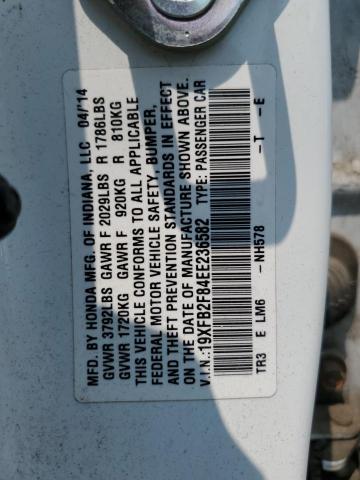 MFD. BY HONDA MFG. OF INDIANA, LLC 04/'14
GVWR 3792LBS GAWR F 2029LBS R 1786LBS
GVWR 1720KG GAWR F 920KG R 810KG
THIS VEHICLE CONFORMS TO ALL APPLICABLE
FEDERAL MOTOR VEHICLE SAFETY, BUMPER,
AND THEFT PREVENTION STANDARDS IN EFFECT
ON THE DATE OF MANUFACTURE SHOWN ABOVE.
V.I.N.:19XFB2F84EE236582 TYPE: PASSENGER CAR
TR3 E LM6 -NH578 -T -E